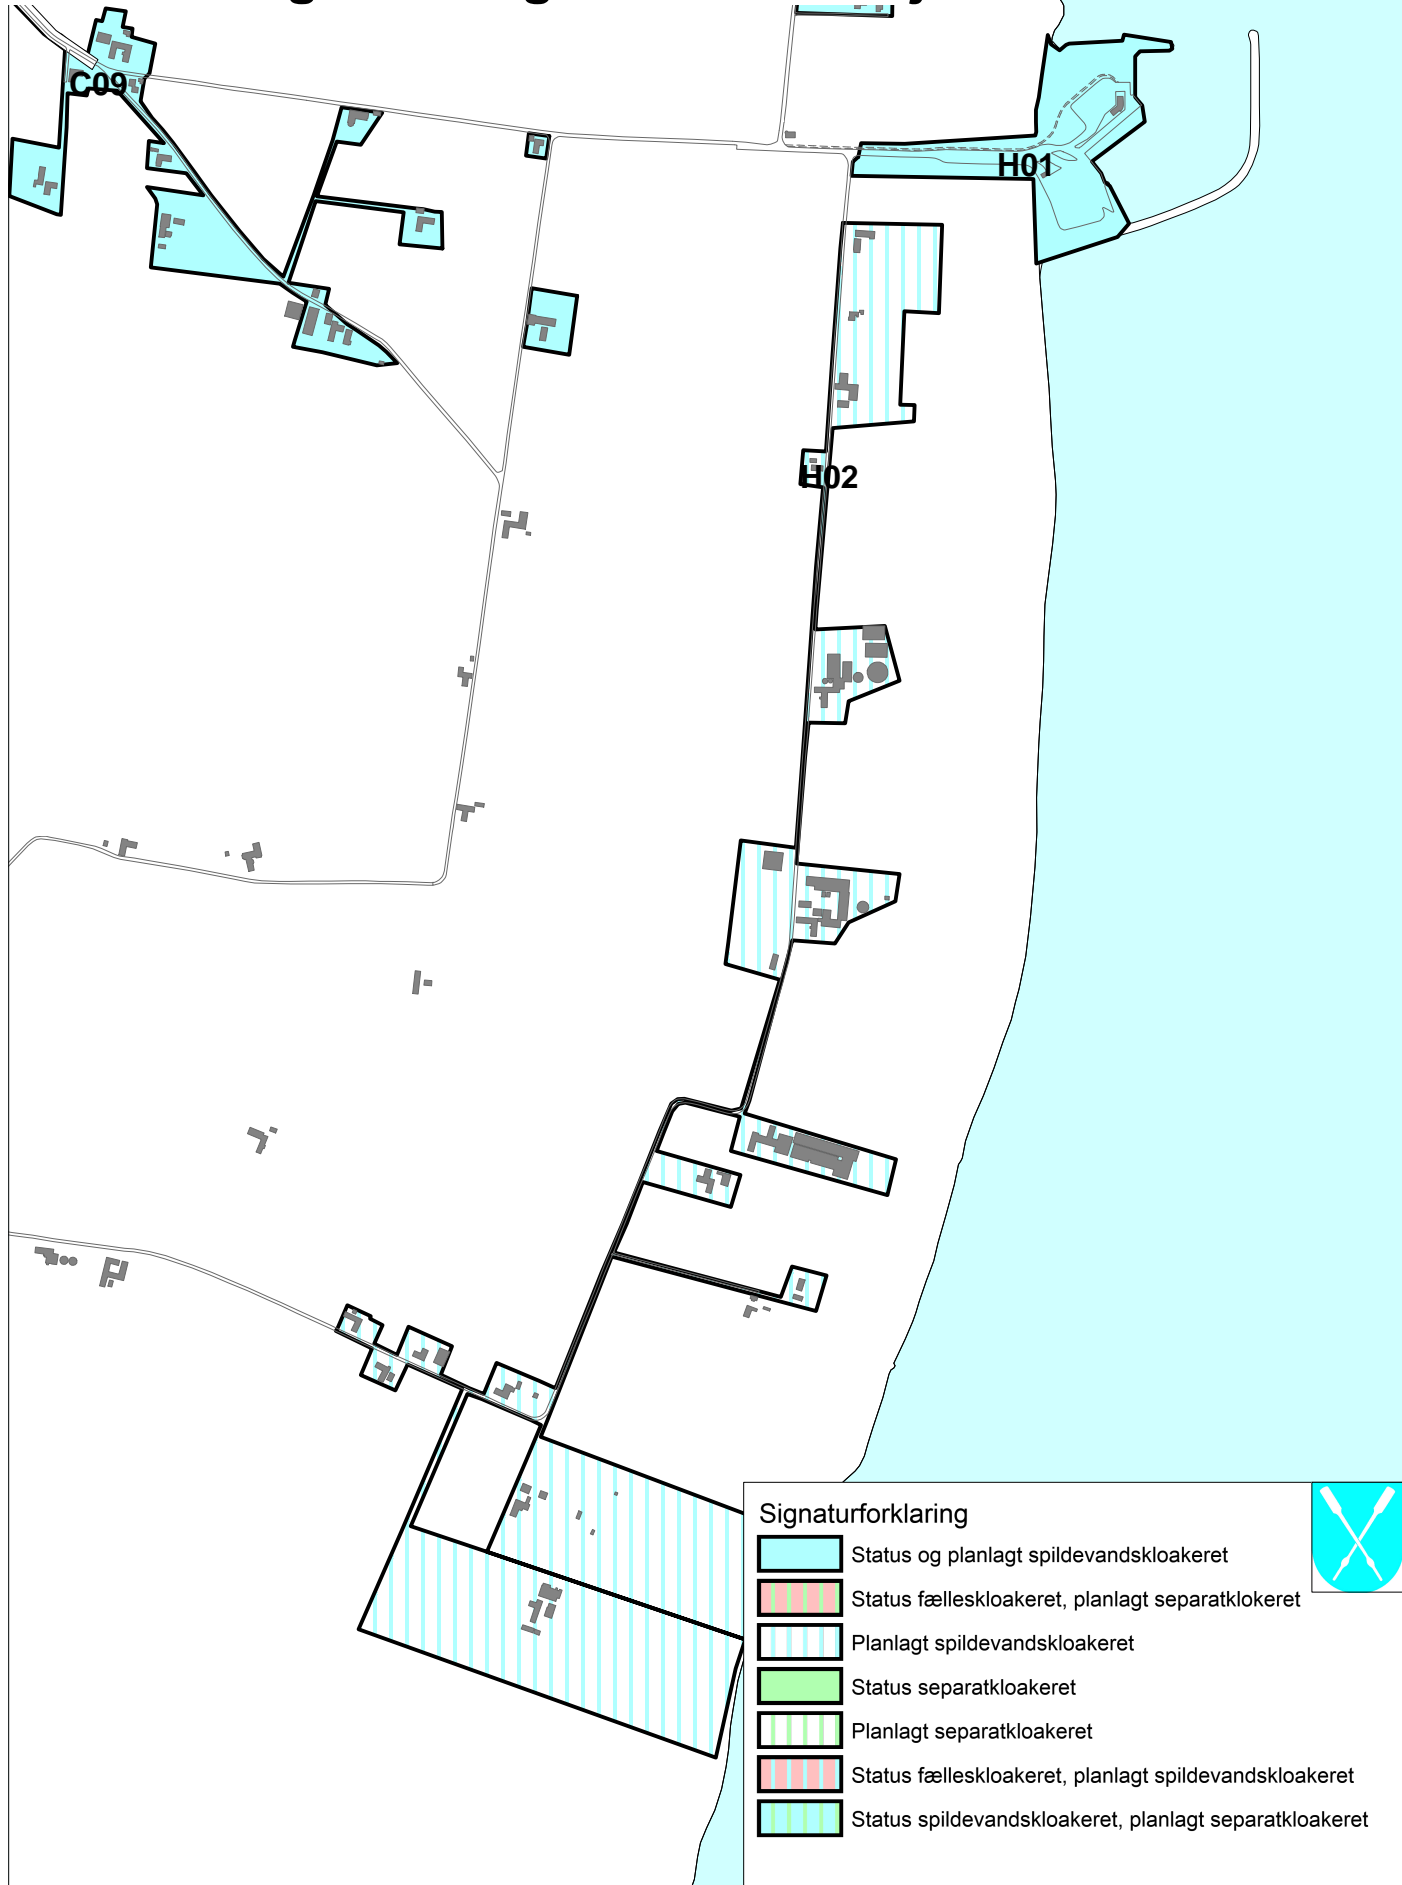 C09
H01
H02
Signaturforklaring
Status og planlagt spildevandskloakeret
Status fælleskloakeret, planlagt separatklokeret
Planlagt spildevandskloakeret
Status separatkloakeret
Planlagt separatkloakeret
Status fælleskloakeret, planlagt spildevandskloakeret
Status spildevandskloakeret, planlagt separatkloakeret